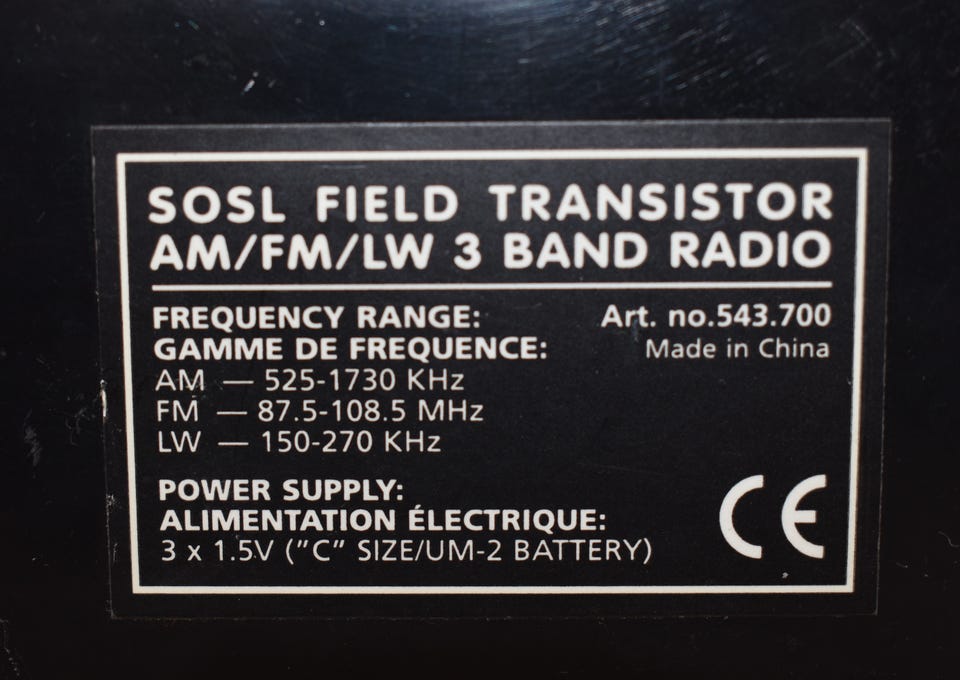 SOSL FIELD TRANSISTOR
AM/FM/LW 3 BAND RADIO
FREQUENCY RANGE:
Art. no.543.700
GAMME DE FREQUENCE:
Made in China
AM — 525-1730 KHz
FM — 87.5-108.5 MHz
LW — 150-270 KHz
POWER SUPPLY:
ALIMENTATION ÉLECTRIQUE:
3 x 1.5V ("C" SIZE/UM-2 BATTERY)
CE